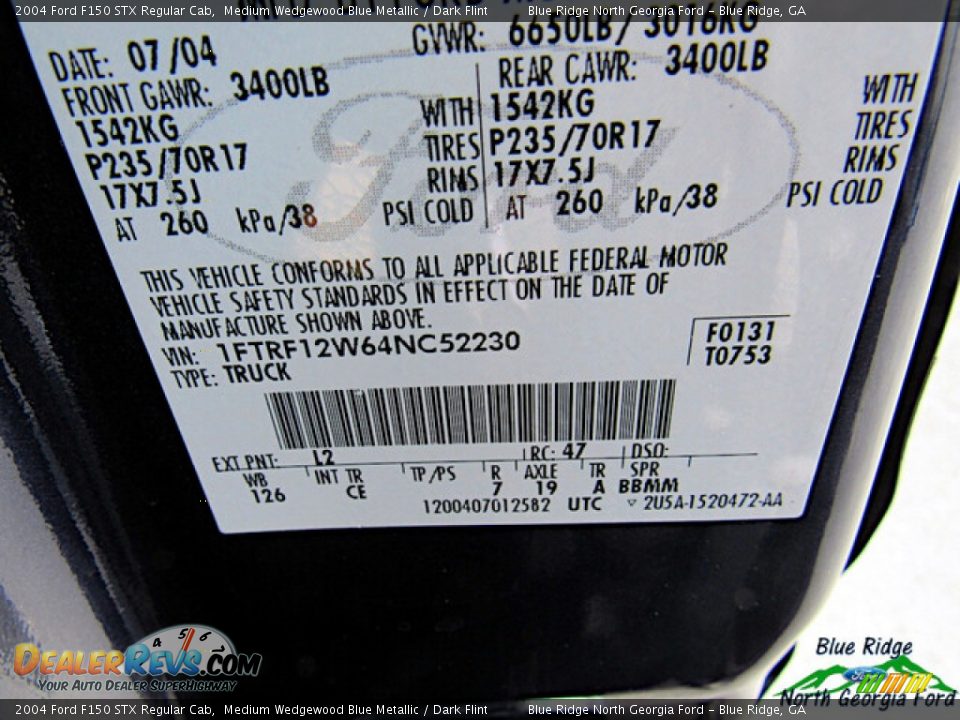 2004 Ford F150 STX Regular Cab, Medium Wedgewood Blue Metallic / Dark Flint Blue Ridge North Georgia Ford – Blue Ridge, GA
DATE: 07/04 GVWR: 6650LB/ 3016KG
FRONT GAWR: 3400LB REAR GAWR: 3400LB
1542KG WITH 1542KG WITH
P235/70R17 TIRES P235/70R17 TIRES
17X7.5J RIMS 17X7.5J RIMS
AT 260 kPa/38 PSI COLD AT 260 kPa/38 PSI COLD
Ford
THIS VEHICLE CONFORMS TO ALL APPLICABLE FEDERAL MOTOR
VEHICLE SAFETY STANDARDS IN EFFECT ON THE DATE OF
MANUFACTURE SHOWN ABOVE.
VIN: 1FTRF12W64NC52230 F0131
TYPE: TRUCK T0753
EXT PNT: L2 RC: 47 DSO:
WB INT TR TP/PS R AXLE TR SPR
126 CE 7 19 A BBMM
1200407012582 UTC ▽ 2U5A-1520472-AA
4 5 6
DEALERREVS.COM
YOUR AUTO DEALER SUPERHIGHWAY
Blue Ridge
North Georgia Ford
2004 Ford F150 STX Regular Cab, Medium Wedgewood Blue Metallic / Dark Flint Blue Ridge North Georgia Ford – Blue Ridge, GA